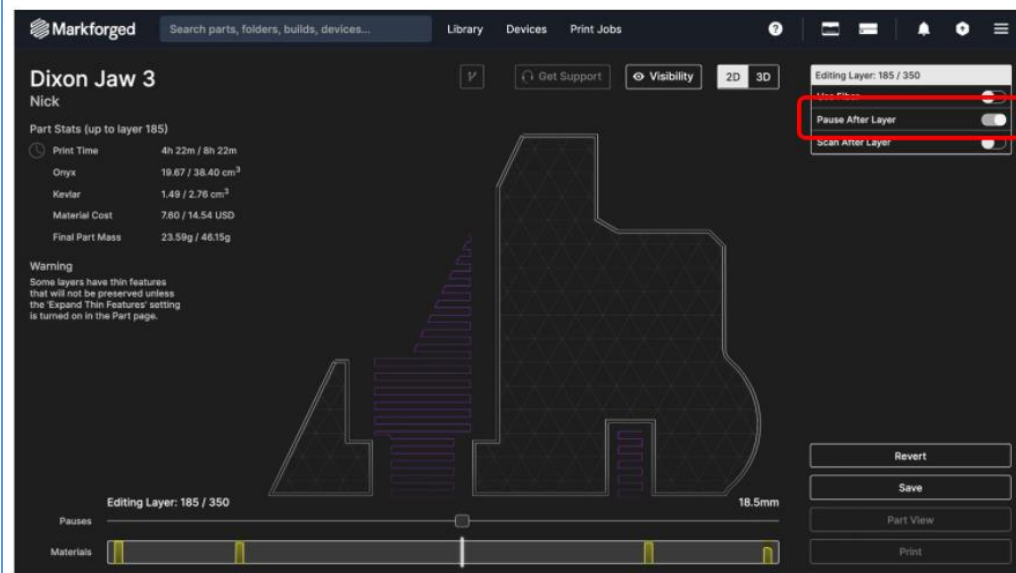 Markforged
Search parts, folders, builds, devices...
Library
Devices
Print Jobs
Dixon Jaw 3
Nick
Get Support
Visibility
2D 3D
Part Stats (up to layer 185)
Print Time 4h 22m / 8h 22m
Onyx 19.67 / 38.40 cm³
Kevlar 1.49 / 2.76 cm³
Material Cost 7.60 / 14.54 USD
Final Part Mass 23.59g / 46.15g
Warning
Some layers have thin features
that will not be preserved unless
the 'Expand Thin Features' setting
is turned on in the Part page.
Editing Layer: 185 / 350
Use Fiber
Pause After Layer
Scan After Layer
Editing Layer: 185 / 350
18.5mm
Pauses
Materials
Revert
Save
Part View
Print